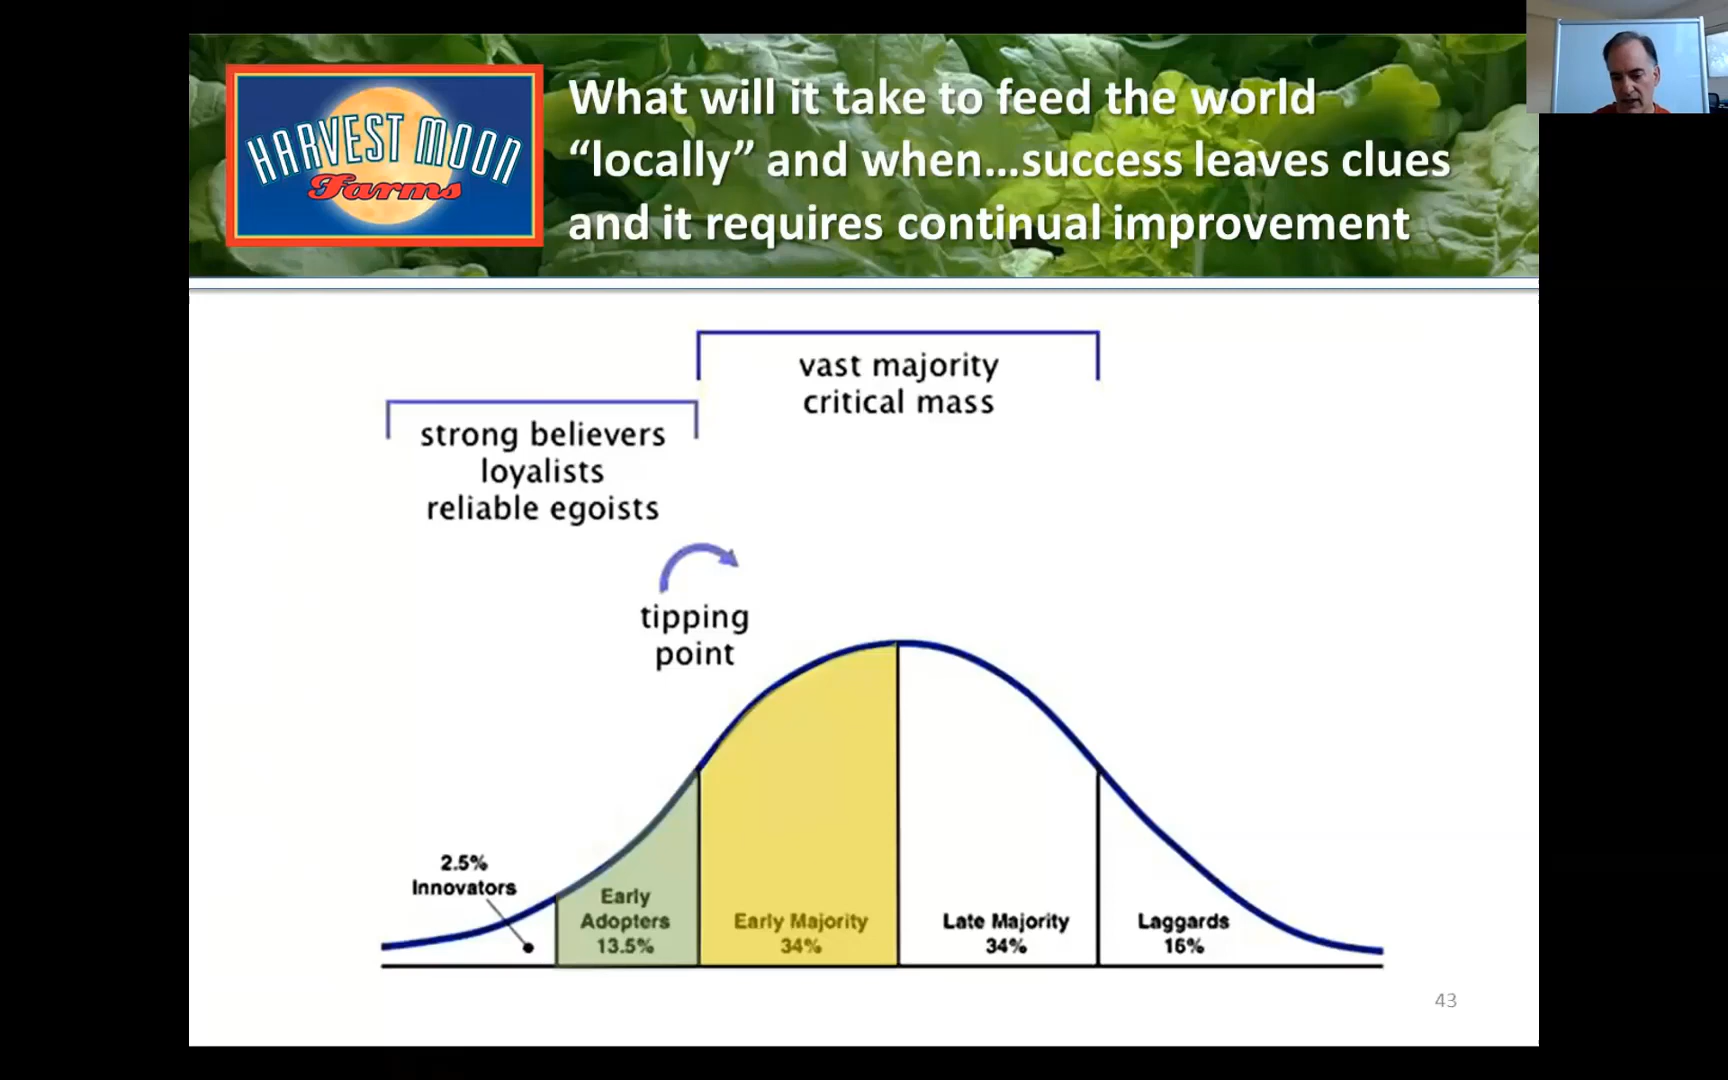 HARVEST MOON
Farms
What will it take to feed the world
“locally” and when...success leaves clues
and it requires continual improvement
vast majority
critical mass
strong believers
loyalists
reliable egoists
tipping
point
2.5%
Innovators
Early
Adopters
13.5%
Early Majority
34%
Late Majority
34%
Laggards
16%
43